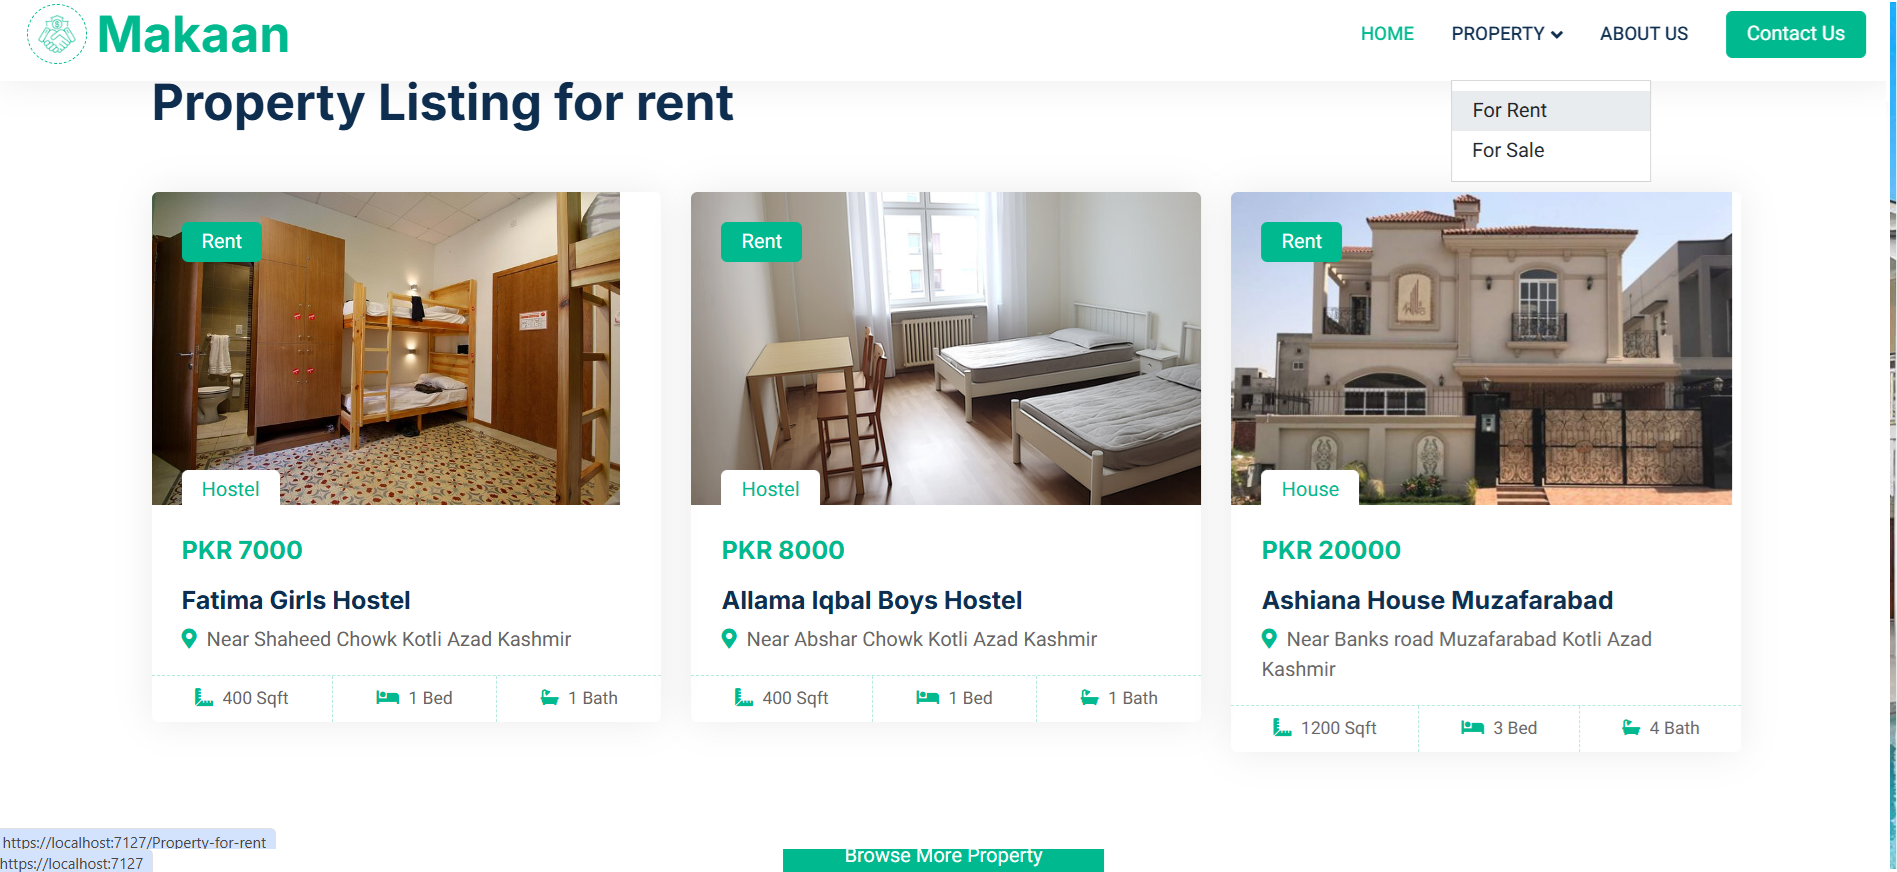 Makaan
HOME PROPERTY ABOUT US Contact Us
For Rent
For Sale
Property Listing for rent
Rent
Hostel
PKR 7000
Fatima Girls Hostel
Near Shaheed Chowk Kotli Azad Kashmir
400 Sqft 1 Bed 1 Bath
Rent
Hostel
PKR 8000
Allama Iqbal Boys Hostel
Near Abshar Chowk Kotli Azad Kashmir
400 Sqft 1 Bed 1 Bath
Rent
House
PKR 20000
Ashiana House Muzafarabad
Near Banks road Muzafarabad Kotli Azad
Kashmir
1200 Sqft 3 Bed 4 Bath
Browse More Property
https://localhost:7127/Property-for-rent
https://localhost:7127